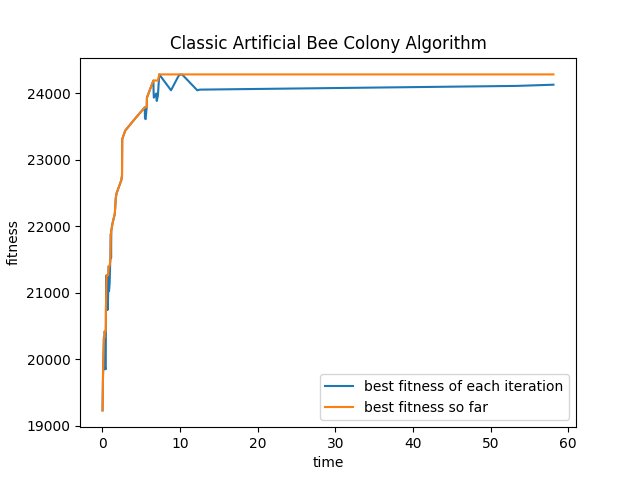 Classic Artificial Bee Colony Algorithm
24000
23000
22000
21000
20000
19000
fitness
0 10 20 30 40 50 60
time
best fitness of each iteration
best fitness so far